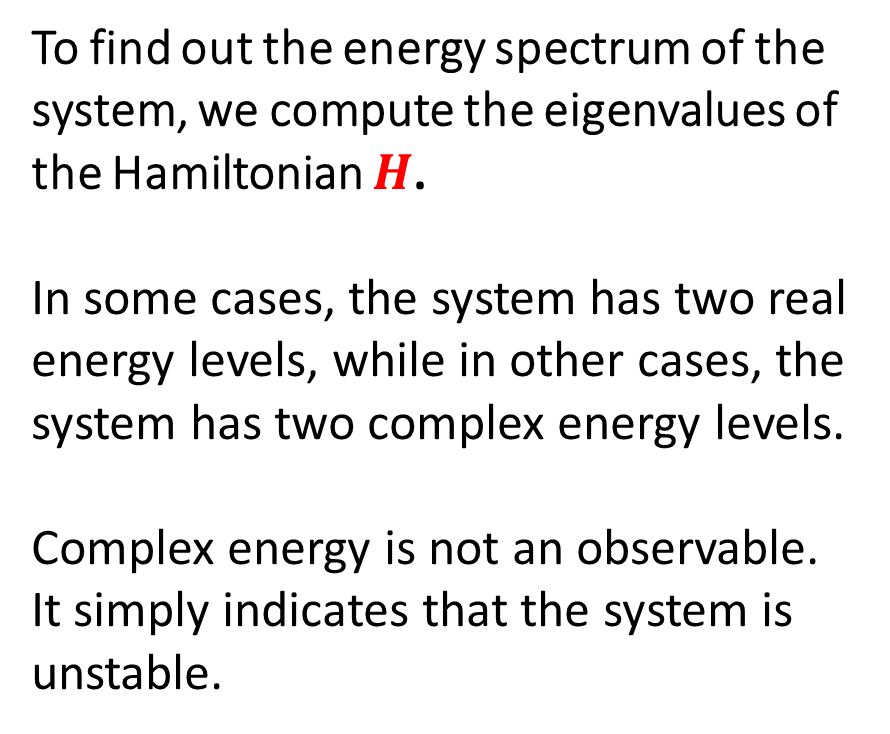 To find out the energy spectrum of the
system, we compute the eigenvalues of
the Hamiltonian H.
In some cases, the system has two real
energy levels, while in other cases, the
system has two complex energy levels.
Complex energy is not an observable.
It simply indicates that the system is
unstable.